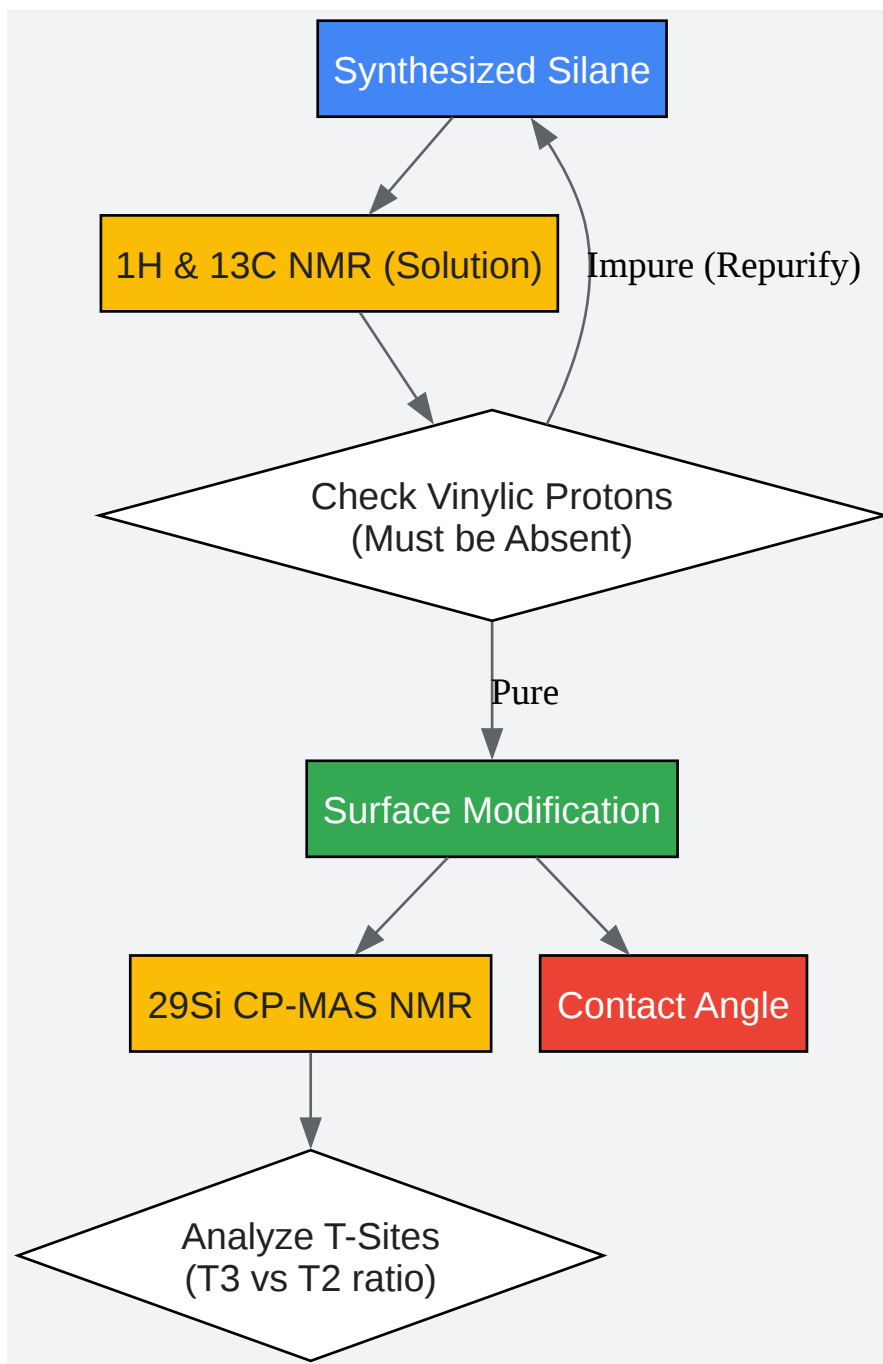 Synthesized Silane
1H & 13C NMR (Solution)
Impure (Repurify)
Check Vinylic Protons
(Must be Absent)
Pure
Surface Modification
29Si CP-MAS NMR
Contact Angle
Analyze T-Sites
(T3 vs T2 ratio)